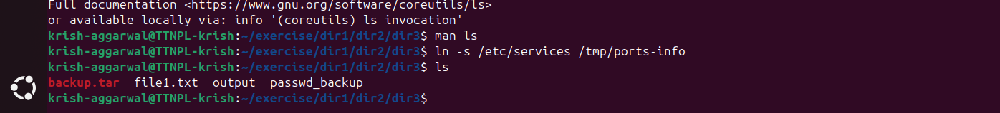 Full documentation <https://www.gnu.org/software/coreutils/ls>
or available locally via: info '(coreutils) ls invocation'
krish-aggarwal@TTNPL-krish:~/exercise/dir1/dir2/dir3$ man ls
krish-aggarwal@TTNPL-krish:~/exercise/dir1/dir2/dir3$ ln -s /etc/services /tmp/ports-info
krish-aggarwal@TTNPL-krish:~/exercise/dir1/dir2/dir3$ ls
backup.tar  file1.txt  output  passwd_backup
krish-aggarwal@TTNPL-krish:~/exercise/dir1/dir2/dir3$